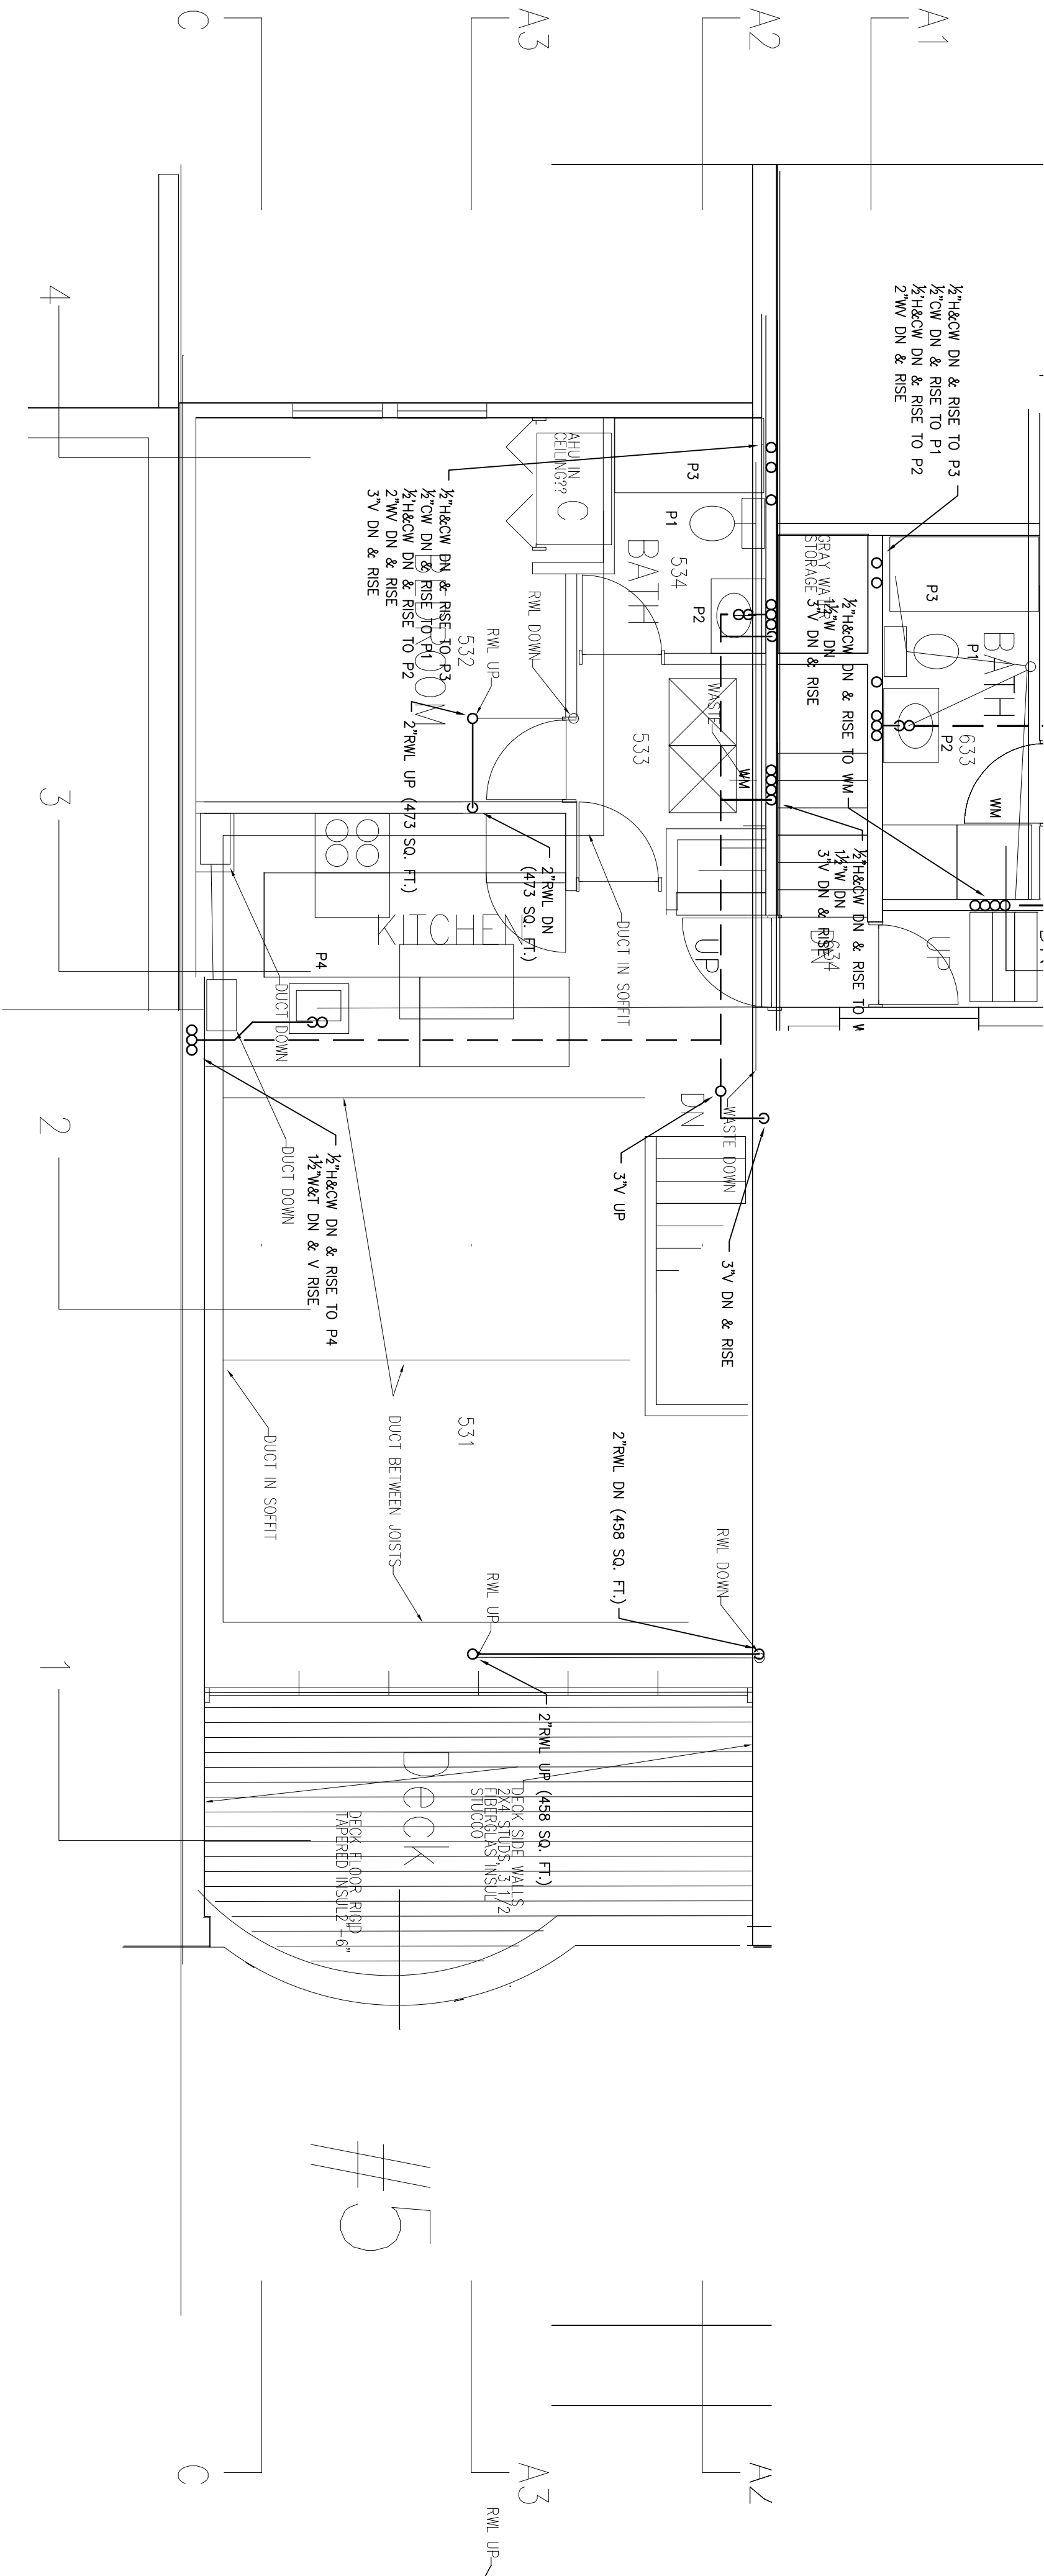 C
A3
A2
A1
4
3
2
1
½"H&CW DN & RISE TO P3
½"CW DN & RISE TO P1
½'H&CW DN & RISE TO P2
2"WV DN & RISE
P3
P1
P2
BATH
633
WM
UP
634
DN
GRAY WATER
STORAGE
½"H&CW DN & RISE TO WM
1½"W DN
3"V DN & RISE
½"H&CW DN & RISE TO W
1½"W DN
3"V DN & RISE
AHU IN
CEILING??
C
P3
P1
BATH
534
P2
WASTE
WM
533
½"H&CW DN & RISE TO P3
½"CW DN & RISE TO P1
½'H&CW DN & RISE TO P2
2"WV DN & RISE
3"V DN & RISE
BEDROOM
532
RWL UP
RWL DOWN
2"RWL UP (473 SQ. FT.)
2"RWL DN
(473 SQ. FT.)
KITCHEN
P4
DUCT IN SOFFIT
UP
DUCT DOWN
DUCT DOWN
DN
WASTE DOWN
3"V UP
3"V DN & RISE
½"H&CW DN & RISE TO P4
1½"W&T DN & V RISE
531
DUCT BETWEEN JOISTS
DUCT IN SOFFIT
2"RWL DN (458 SQ. FT.)
RWL DOWN
RWL UP
2"RWL UP (458 SQ. FT.)
Deck
DECK SIDE WALLS
2X4 STUDS, 3 1/2
FIBERGLAS INSUL
STUCCO
DECK FLOOR RIGID
TAPERED INSUL2"-6"
#5
C
A3
A2
RWL UP